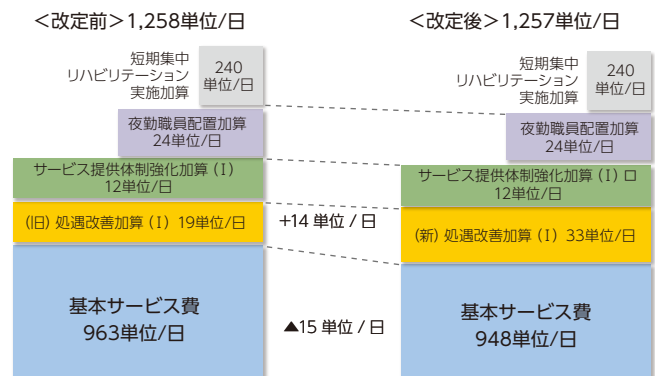 ＜改定前＞1,258単位/日
短期集中
リハビリテーション
実施加算
240
単位/日
夜勤職員配置加算
24単位/日
サービス提供体制強化加算（Ⅰ）
12単位/日
（旧）処遇改善加算（Ⅰ）19単位/日
基本サービス費
963単位/日
+14 単位 / 日
▲15 単位 / 日
＜改定後＞1,257単位/日
短期集中
リハビリテーション
実施加算
240
単位/日
夜勤職員配置加算
24単位/日
サービス提供体制強化加算（Ⅰ）ロ
12単位/日
（新）処遇改善加算（Ⅰ）33単位/日
基本サービス費
948単位/日